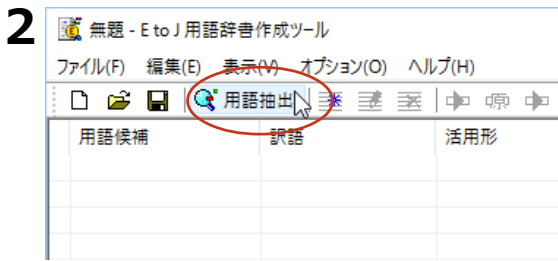 2
無題 - E to J 用語辞書作成ツール
ファイル(F) 編集(E) 表示(V) オプション(O) ヘルプ(H)
用語抽出 原
用語候補 訳語 活用形